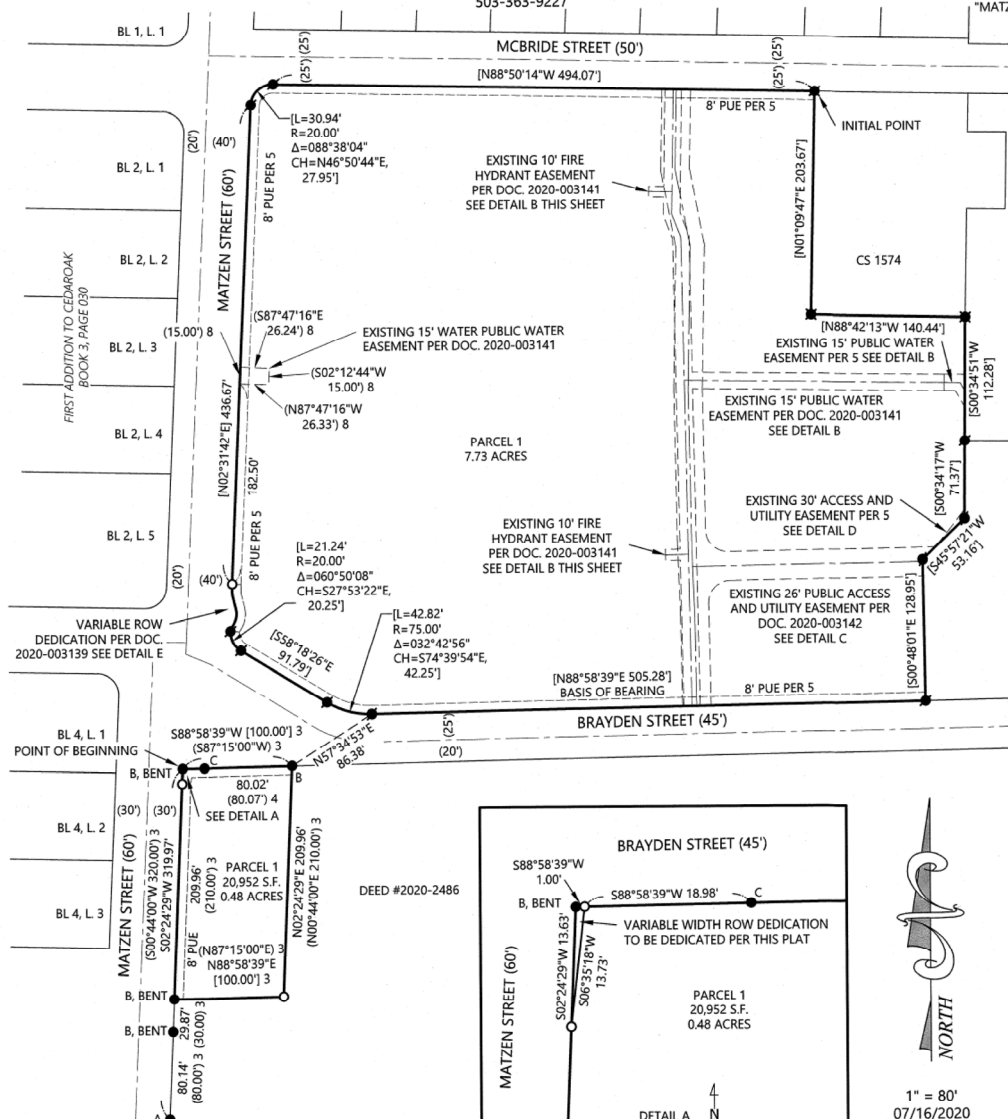 503-363-9227
"MATZ
BL 1, L. 1
(25') (25')
MCBRIDE STREET (50')
(25') (25')
[N88°50'14"W 494.07']
8' PUE PER 5
INITIAL POINT
(20')
(40')
[L=30.94'
R=20.00'
Δ=088°38'04"
CH=N46°50'44"E,
27.95']
BL 2, L. 1
MATZEN STREET (60')
8' PUE PER 5
EXISTING 10' FIRE
HYDRANT EASEMENT
PER DOC. 2020-003141
SEE DETAIL B THIS SHEET
[N01°09'47"E 203.67']
CS 1574
BL 2, L. 2
FIRST ADDITION TO CEDAROAK
BOOK 3, PAGE 030
(15.00') 8
(S87°47'16"E
26.24') 8
EXISTING 15' WATER PUBLIC WATER
EASEMENT PER DOC. 2020-003141
(S02°12'44"W
15.00') 8
(N87°47'16"W
26.33') 8
[N88°42'13"W 140.44']
EXISTING 15' PUBLIC WATER
EASEMENT PER 5 SEE DETAIL B
[S00°34'51"W
112.28']
BL 2, L. 3
EXISTING 15' PUBLIC WATER
EASEMENT PER DOC. 2020-003141
SEE DETAIL B
BL 2, L. 4
[N02°31'42"E] 436.67'
182.50'
PARCEL 1
7.73 ACRES
[S00°34'17"W
71.37']
BL 2, L. 5
8' PUE PER 5
EXISTING 10' FIRE
HYDRANT EASEMENT
PER DOC. 2020-003141
SEE DETAIL B THIS SHEET
EXISTING 30' ACCESS AND
UTILITY EASEMENT PER 5
SEE DETAIL D
[S45°57'21"W
53.16']
(20')
(40')
[L=21.24'
R=20.00'
Δ=060°50'08"
CH=S27°53'22"E,
20.25']
EXISTING 26' PUBLIC ACCESS
AND UTILITY EASEMENT PER
DOC. 2020-003142
SEE DETAIL C
[S00°48'01"E 128.95']
VARIABLE ROW
DEDICATION PER DOC.
2020-003139 SEE DETAIL E
[S58°18'26"E
91.79']
[L=42.82'
R=75.00'
Δ=032°42'56"
CH=S74°39'54"E,
42.25']
[N88°58'39"E 505.28']
BASIS OF BEARING
8' PUE PER 5
BRAYDEN STREET (45')
(25')
(20')
N57°34'53"E
86.38'
BL 4, L. 1
POINT OF BEGINNING
S88°58'39"W [100.00'] 3
(S87°15'00"W) 3
B, BENT
C
B
80.02'
(80.07') 4
SEE DETAIL A
(30')
(30')
BL 4, L. 2
MATZEN STREET (60')
(S00°44'00"W 320.00') 3
S02°24'29"W 319.97'
8' PUE
209.96'
(210.00') 3
PARCEL 1
20,952 S.F.
0.48 ACRES
N02°24'29"E 209.96'
(N00°44'00"E 210.00') 3
DEED #2020-2486
BL 4, L. 3
(N87°15'00"E) 3
N88°58'39"E
[100.00'] 3
B, BENT
B, BENT
29.87'
(30.00) 3
80.14'
(80.00') 3
A
BRAYDEN STREET (45')
S88°58'39"W
1.00'
S88°58'39"W 18.98'
C
B, BENT
VARIABLE WIDTH ROW DEDICATION
TO BE DEDICATED PER THIS PLAT
MATZEN STREET (60')
S02°24'29"W 13.63'
S06°35'18"W
13.73'
PARCEL 1
20,952 S.F.
0.48 ACRES
DETAIL A
N
NORTH
1" = 80'
07/16/2020